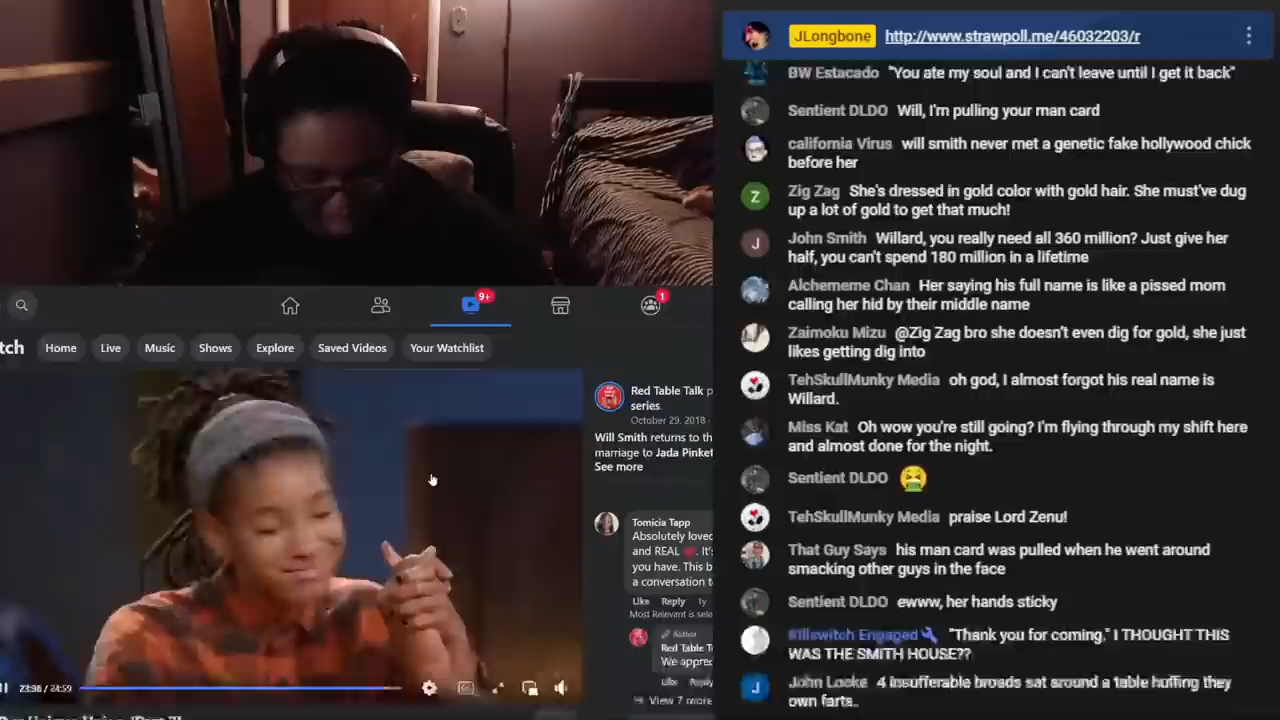 9+
1
tch
Home
Live
Music
Shows
Explore
Saved Videos
Your Watchlist
Red Table Talk p
series.
October 29, 2018 ·
Will Smith returns to th
marriage to Jada Pinket
See more
Tomicia Tapp
Absolutely loved
and REAL
you have. This b
a conversation to
Like Reply 1y
Most Relevant is sele
Author
Red Table T
We apprec
Like Reply
View 7 more
23:36 / 24:59
JLongbone http://www.strawpoll.me/46032203/r
BW Estacado "You ate my soul and I can't leave until I get it back"
Sentient DLDO Will, I'm pulling your man card
california Virus will smith never met a genetic fake hollywood chick
before her
Z
Zig Zag She's dressed in gold color with gold hair. She must've dug
up a lot of gold to get that much!
J
John Smith Willard, you really need all 360 million? Just give her
half, you can't spend 180 million in a lifetime
Alchememe Chan Her saying his full name is like a pissed mom
calling her hid by their middle name
Zaimoku Mizu @Zig Zag bro she doesn't even dig for gold, she just
likes getting dig into
TehSkullMunky Media oh god, I almost forgot his real name is
Willard.
Miss Kat Oh wow you're still going? I'm flying through my shift here
and almost done for the night.
Sentient DLDO
TehSkullMunky Media praise Lord Zenu!
That Guy Says his man card was pulled when he went around
smacking other guys in the face
Sentient DLDO ewww, her hands sticky
Killswitch Engaged "Thank you for coming." I THOUGHT THIS
WAS THE SMITH HOUSE??
J
John Locke 4 insufferable broads sat around a table huffing they
own farts..